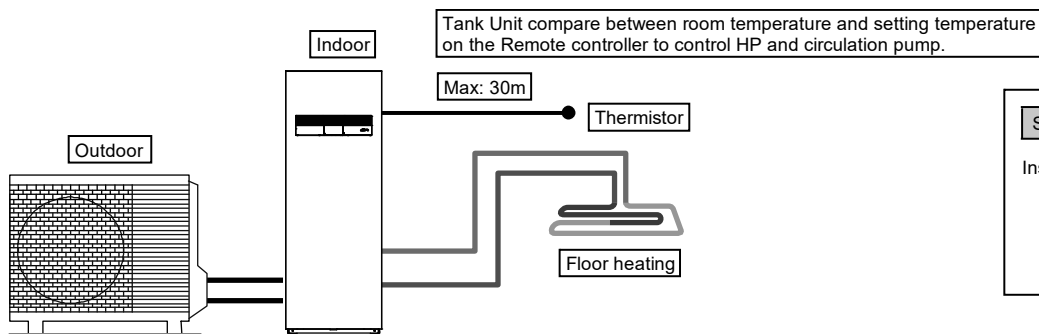 Tank Unit compare between room temperature and setting temperature
on the Remote controller to control HP and circulation pump.
Indoor
Max: 30m
Thermistor
Outdoor
Floor heating